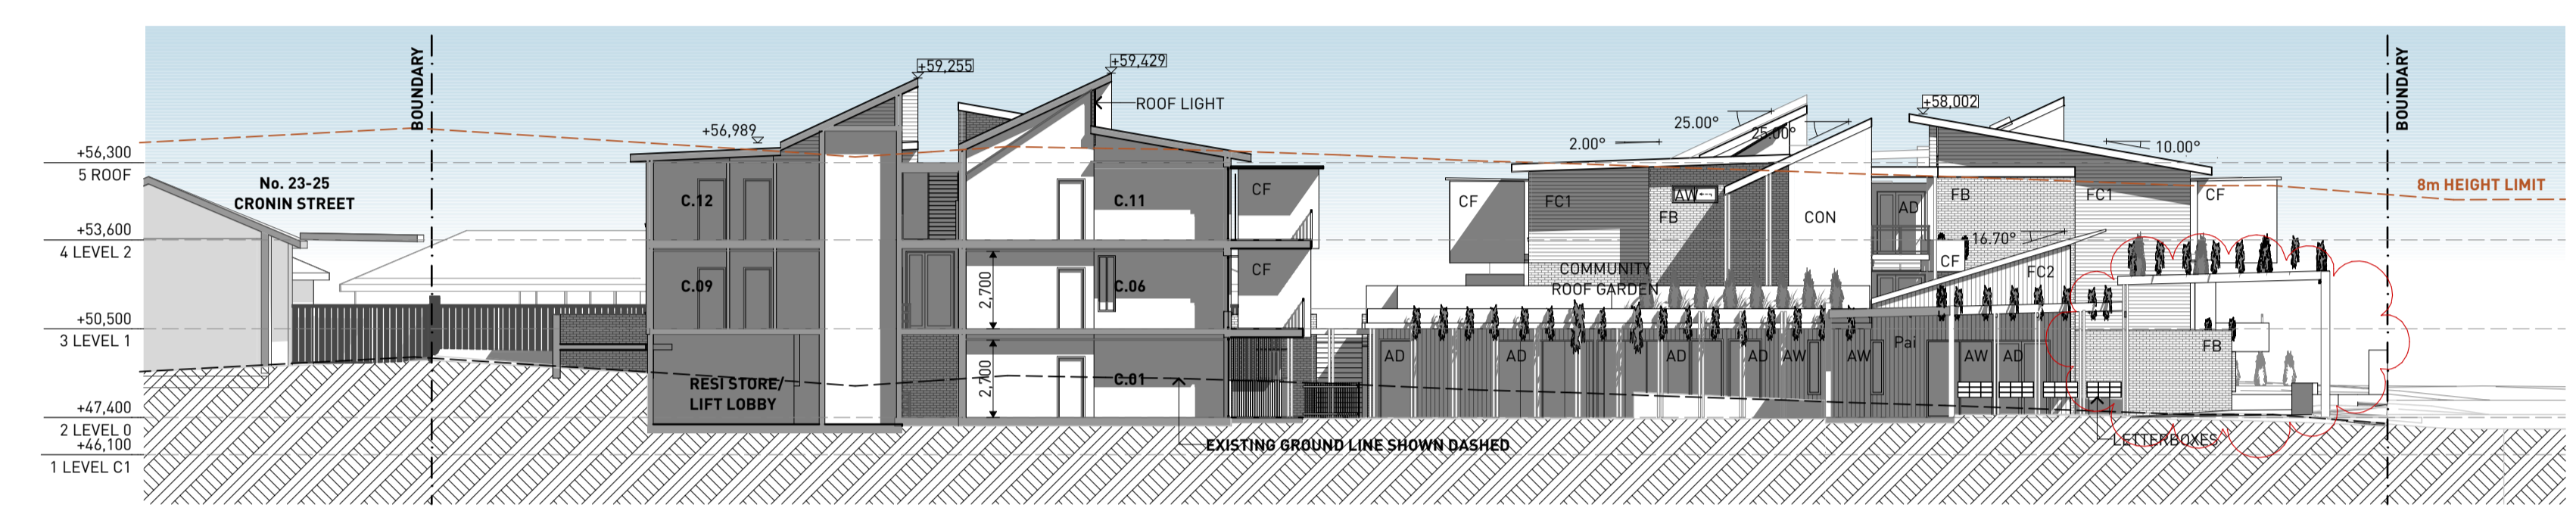 BOUNDARY
+59,255
+59,429
ROOF LIGHT
+56,989
+58,002
BOUNDARY
25.00°
25.00°
2.00°
10.00°
+56,300
5 ROOF
No. 23-25
CRONIN STREET
8m HEIGHT LIMIT
C.12
C.11
CF
CF
FC1
AW
FB
CON
AD
FB
FC1
CF
+53,600
4 LEVEL 2
16.70°
C.09
2,700
C.06
CF
COMMUNITY
ROOF GARDEN
CF
FC2
+50,500
3 LEVEL 1
RESI STORE/
LIFT LOBBY
2,700
C.01
AD
AD
AD
AD
AW
AW
Pai
AW
AD
FB
+47,400
2 LEVEL 0
+46,100
1 LEVEL C1
EXISTING GROUND LINE SHOWN DASHED
LETTERBOXES